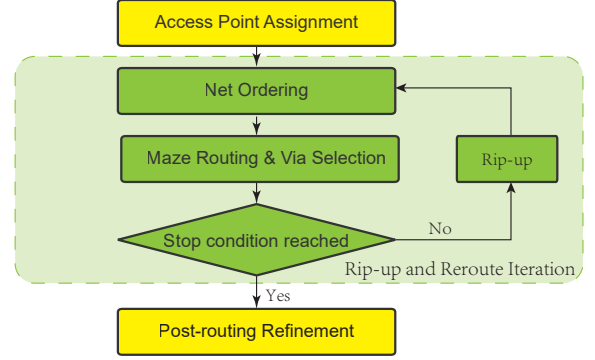 Access Point Assignment
Net Ordering
Maze Routing & Via Selection
Rip-up
Stop condition reached
No
Rip-up and Reroute Iteration
Yes
Post-routing Refinement